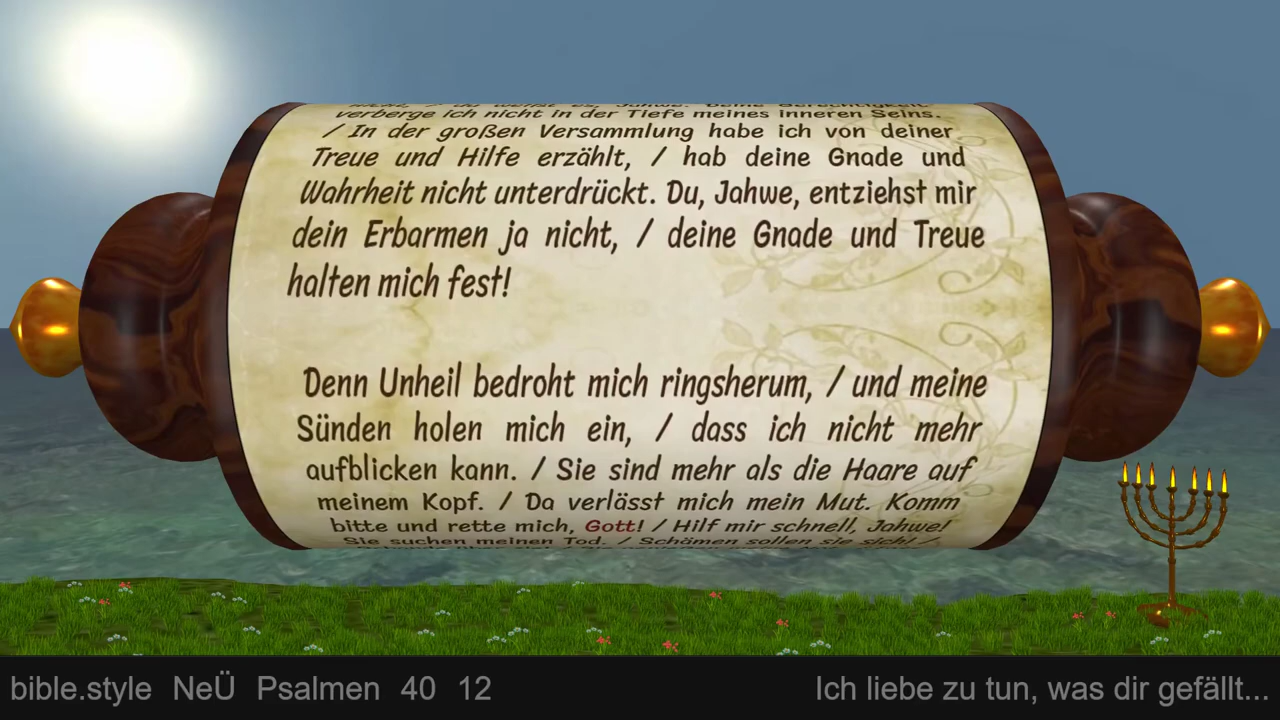 verberge ich nicht in der Tiefe meines inneren Seins.
/ In der großen Versammlung habe ich von deiner
Treue und Hilfe erzählt, / hab deine Gnade und
Wahrheit nicht unterdrückt. Du, Jahwe, entziehst mir
dein Erbarmen ja nicht, / deine Gnade und Treue
halten mich fest!
Denn Unheil bedroht mich ringsherum, / und meine
Sünden holen mich ein, / dass ich nicht mehr
aufblicken kann. / Sie sind mehr als die Haare auf
meinem Kopf. / Da verlässt mich mein Mut. Komm
bitte und rette mich, Gott! / Hilf mir schnell, Jahwe!
Sie suchen meinen Tod. / Schämen sollen sie sich! /
bible.style NeÜ Psalmen 40 12
Ich liebe zu tun, was dir gefällt...